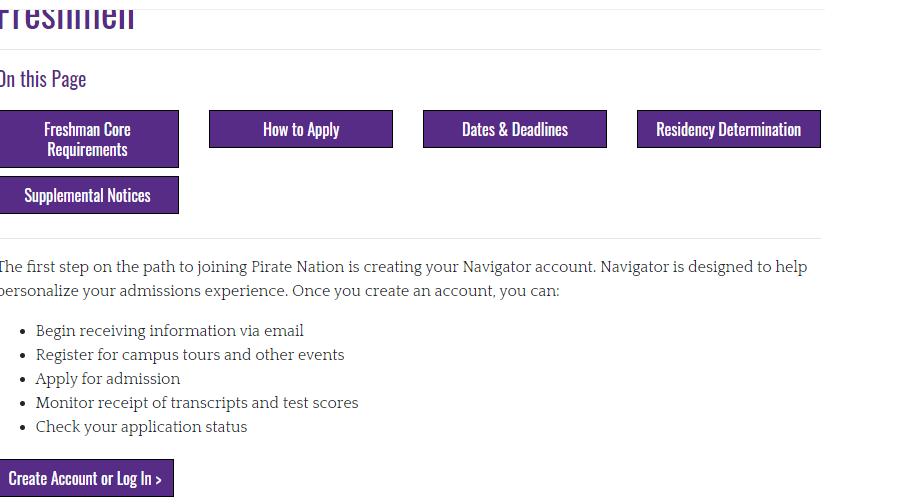 Freshmen
On this Page
Freshman Core
Requirements
How to Apply
Dates & Deadlines
Residency Determination
Supplemental Notices
The first step on the path to joining Pirate Nation is creating your Navigator account. Navigator is designed to help
personalize your admissions experience. Once you create an account, you can:
• Begin receiving information via email
• Register for campus tours and other events
• Apply for admission
• Monitor receipt of transcripts and test scores
• Check your application status
Create Account or Log In >